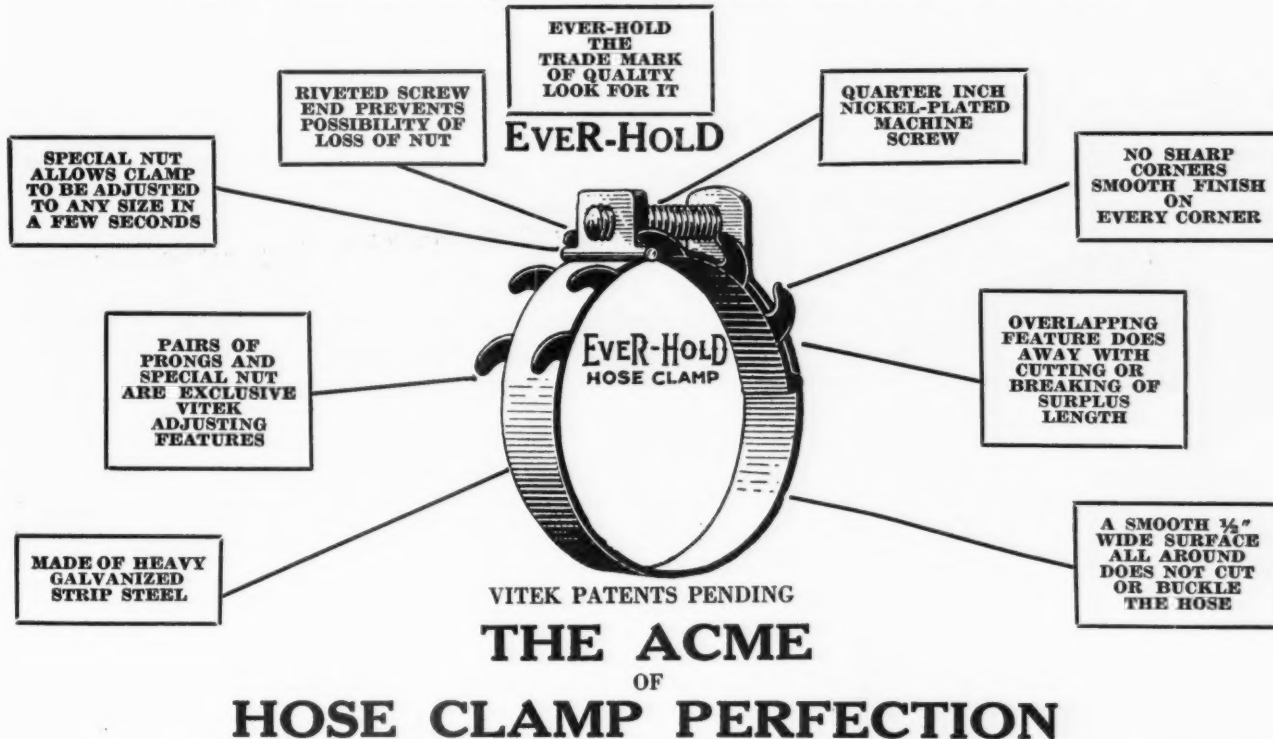 EVER-HOLD
THE
TRADE MARK
OF QUALITY
LOOK FOR IT
EVER-HOLD
RIVETED SCREW
END PREVENTS
POSSIBILITY OF
LOSS OF NUT
QUARTER INCH
NICKEL-PLATED
MACHINE
SCREW
SPECIAL NUT
ALLOWS CLAMP
TO BE ADJUSTED
TO ANY SIZE IN
A FEW SECONDS
NO SHARP
CORNERS
SMOOTH FINISH
ON
EVERY CORNER
PAIRS OF
PRONGS AND
SPECIAL NUT
ARE EXCLUSIVE
VITEK
ADJUSTING
FEATURES
EVER-HOLD
HOSE CLAMP
OVERLAPPING
FEATURE DOES
AWAY WITH
CUTTING OR
BREAKING OF
SURPLUS
LENGTH
MADE OF HEAVY
GALVANIZED
STRIP STEEL
A SMOOTH ½"
WIDE SURFACE
ALL AROUND
DOES NOT CUT
OR BUCKLE
THE HOSE
VITEK PATENTS PENDING
THE ACME
OF
HOSE CLAMP PERFECTION